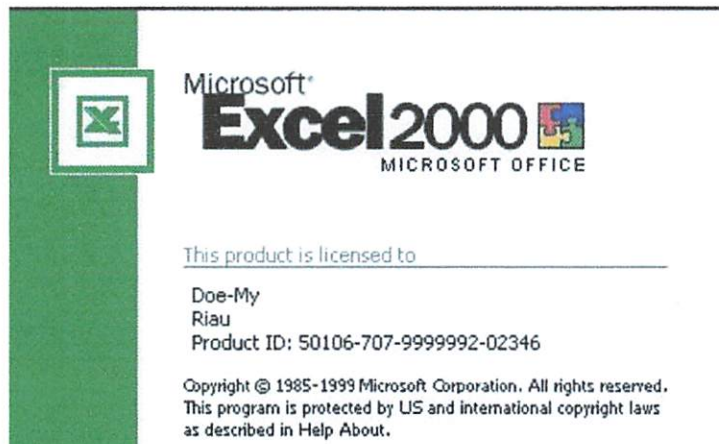 Microsoft®
Excel 2000
MICROSOFT OFFICE
This product is licensed to
Doe-My
Riau
Product ID: 50106-707-9999992-02346
Copyright © 1985-1999 Microsoft Corporation. All rights reserved.
This program is protected by US and international copyright laws
as described in Help About.